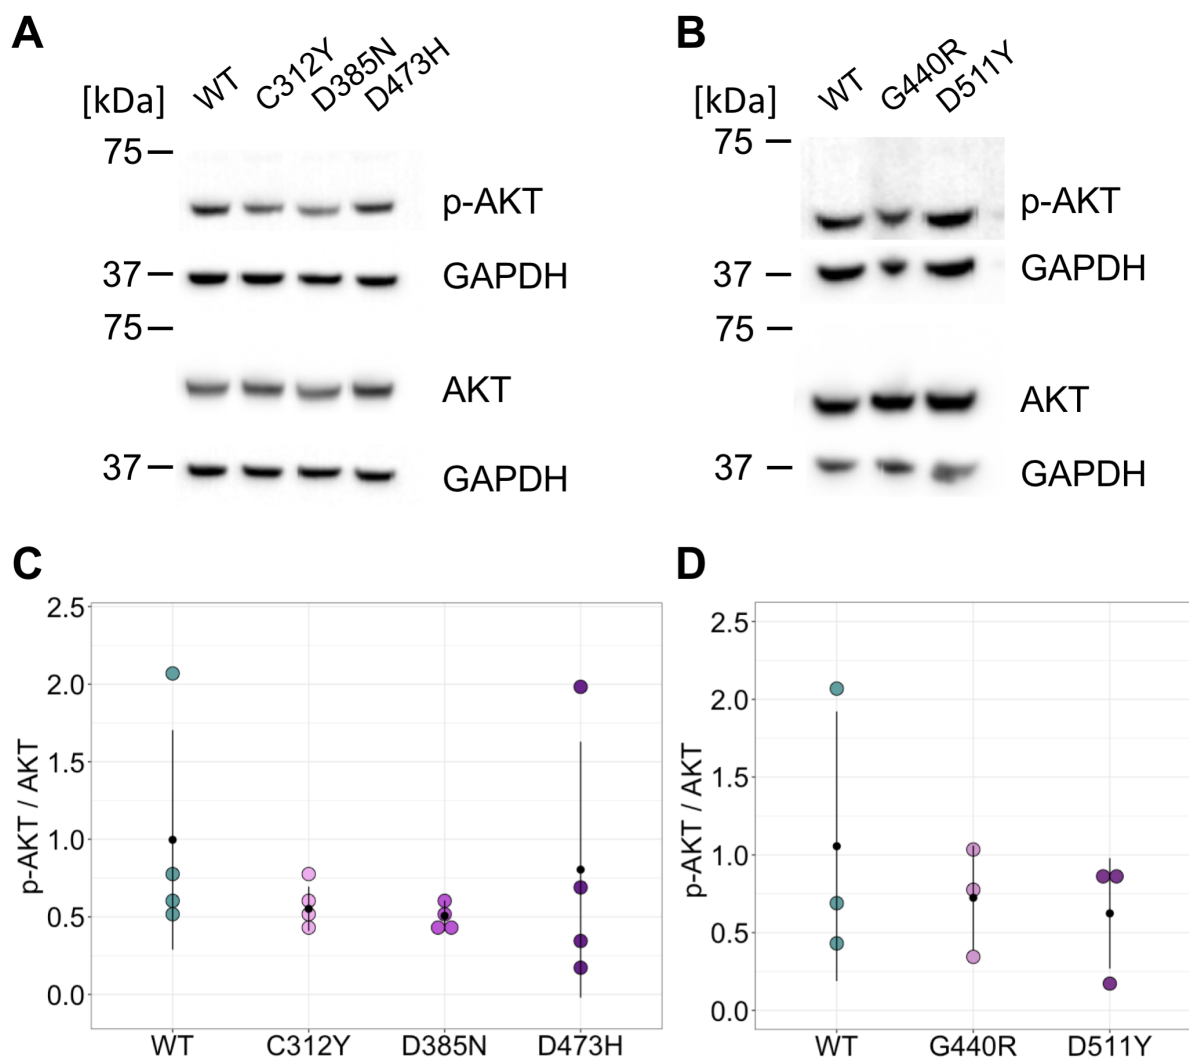 A
[kDa]
WT
C312Y
D385N
D473H
75
p-AKT
37
GAPDH
75
AKT
37
GAPDH
B
[kDa]
WT
G440R
D511Y
75
p-AKT
37
GAPDH
75
AKT
37
GAPDH
C
p-AKT / AKT
2.5
2.0
1.5
1.0
0.5
0.0
WT C312Y D385N D473H
D
p-AKT / AKT
2.5
2.0
1.5
1.0
0.5
0.0
WT G440R D511Y